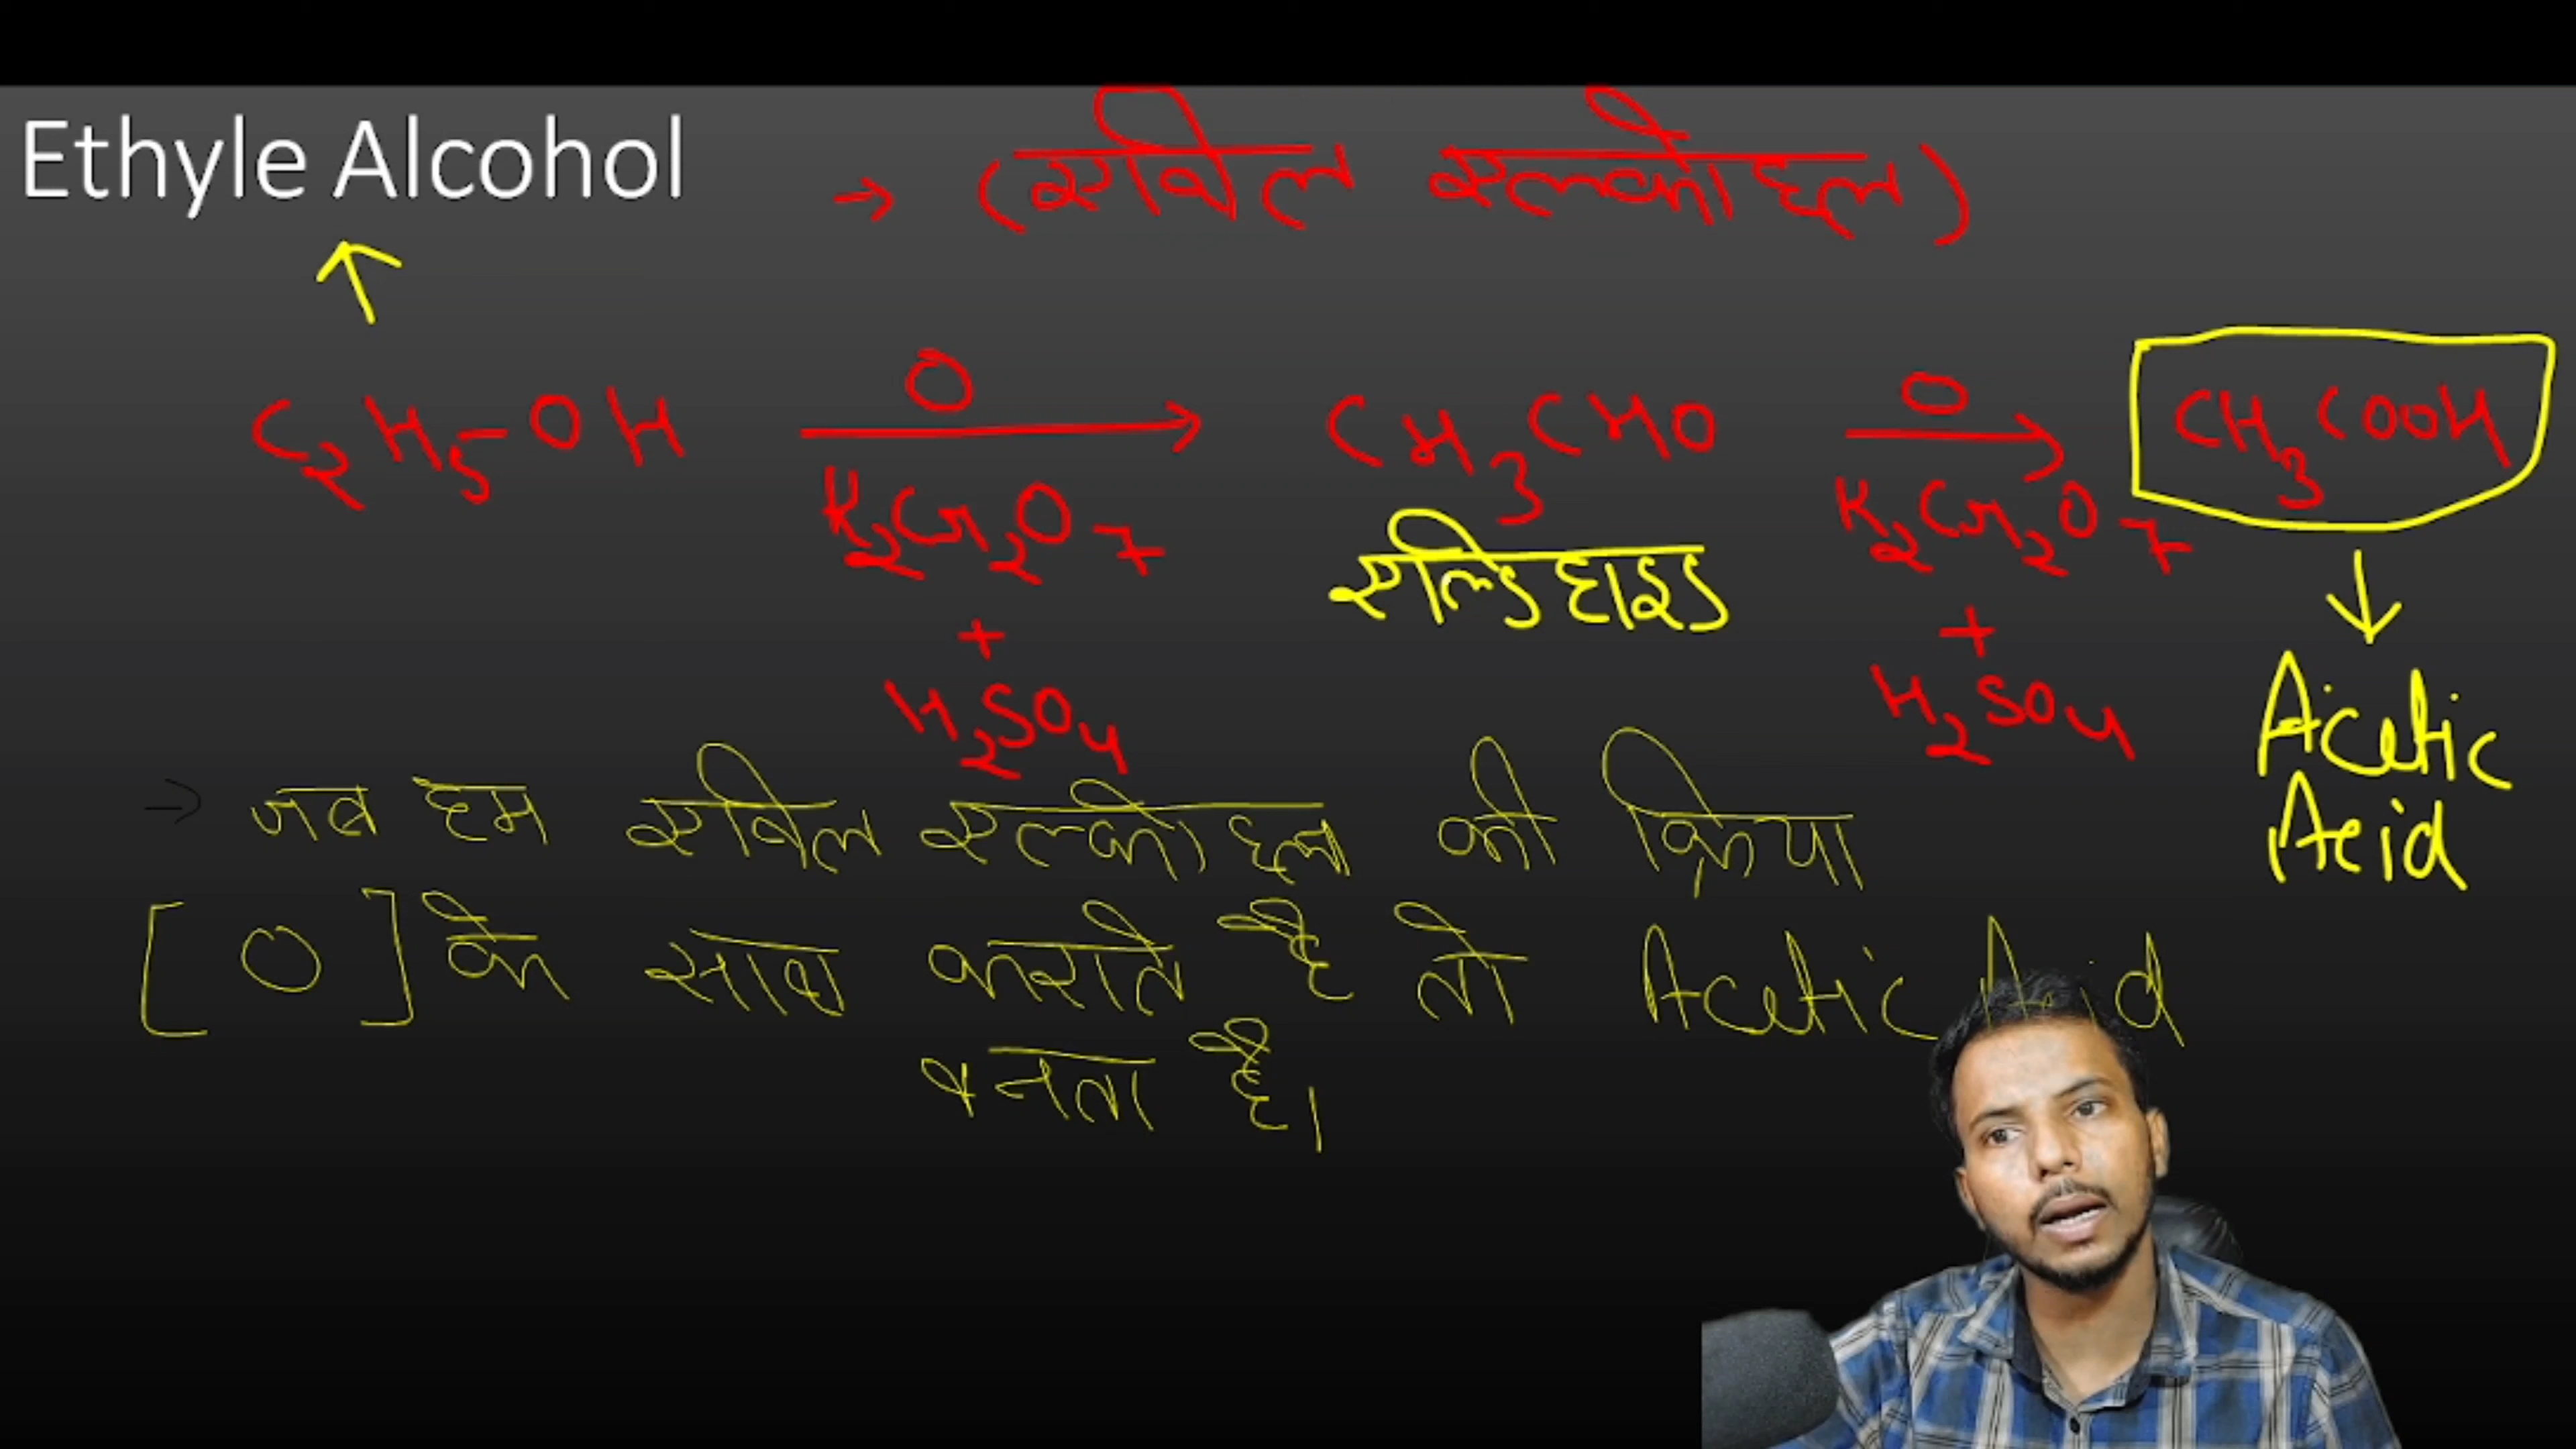 Ethyle Alcohol → (एथिल एल्कोहल)
C₂H₅-OH —O→ CH₃CHO —O→ CH₃COOH
K₂Cr₂O₇ K₂Cr₂O₇
एल्डिहाइड
+ +
H₂SO₄ H₂SO₄
Acetic
Acid
→ जब हम एथिल एल्कोहल की क्रिया
[O] के साथ कराते है तो Acetic Acid
बनता है।